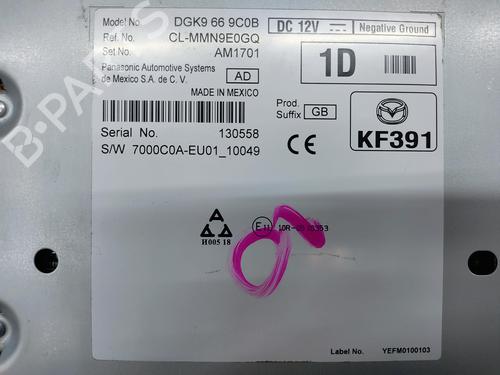 Model No DGK9 66 9C0B
Ref. No. CL-MMN9E0GQ
Set No. AM1701
DC 12V Negative Ground
Panasonic Automotive Systems
de Mexico S.A. de C. V.
AD
1D
MADE IN MEXICO
Prod.
Suffix GB
KF391
Serial No. 130558
S/W 7000C0A-EU01_10049
CE
H005 18
E11 10R-
Label No. YEFM0100103
B-PARTS